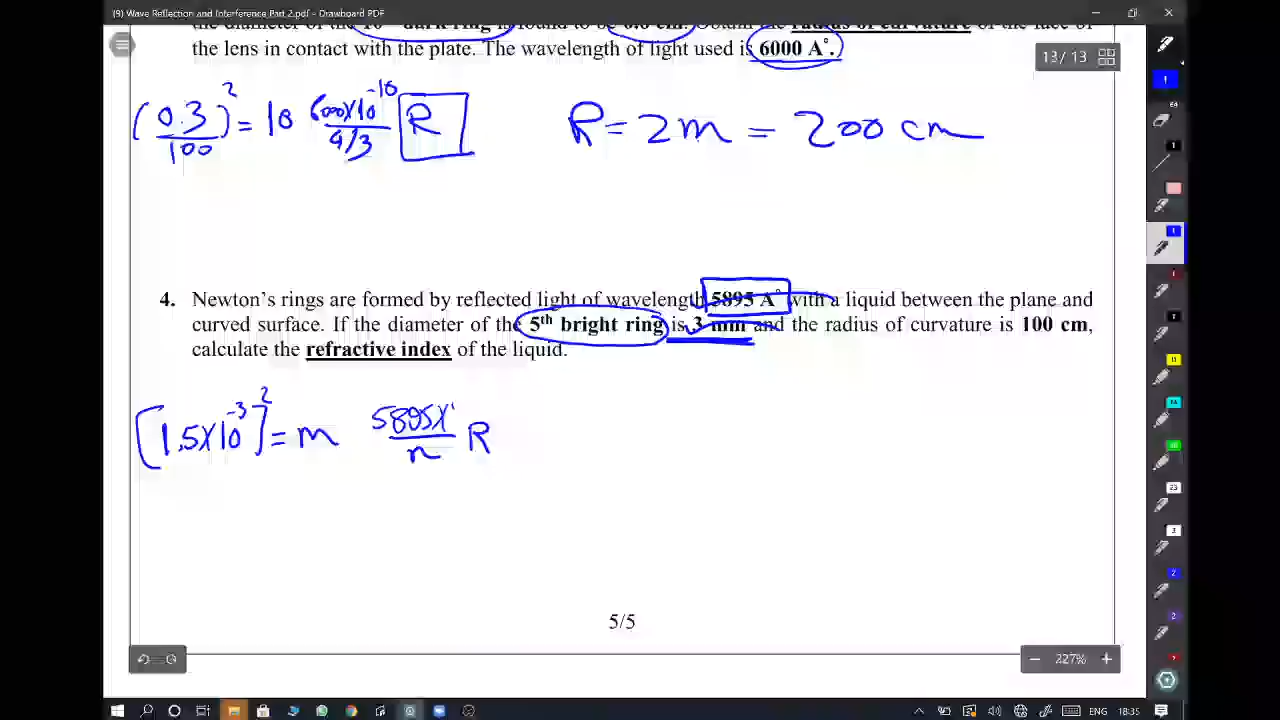 (9) Wave Reflection and Interference Part 2.pdf - Drawboard PDF
the lens in contact with the plate. The wavelength of light used is 6000 A°.
13/ 13
(0.3/100)² = 10 6000×10⁻¹⁰/4/3 R
R = 2m = 200 cm
4. Newton's rings are formed by reflected light of wavelength 5895 A° with a liquid between the plane and
curved surface. If the diameter of the 5th bright ring is 3 mm and the radius of curvature is 100 cm,
calculate the refractive index of the liquid.
[1.5×10⁻³]² = m 5895×/n R
5/5
227%
ENG 18:35